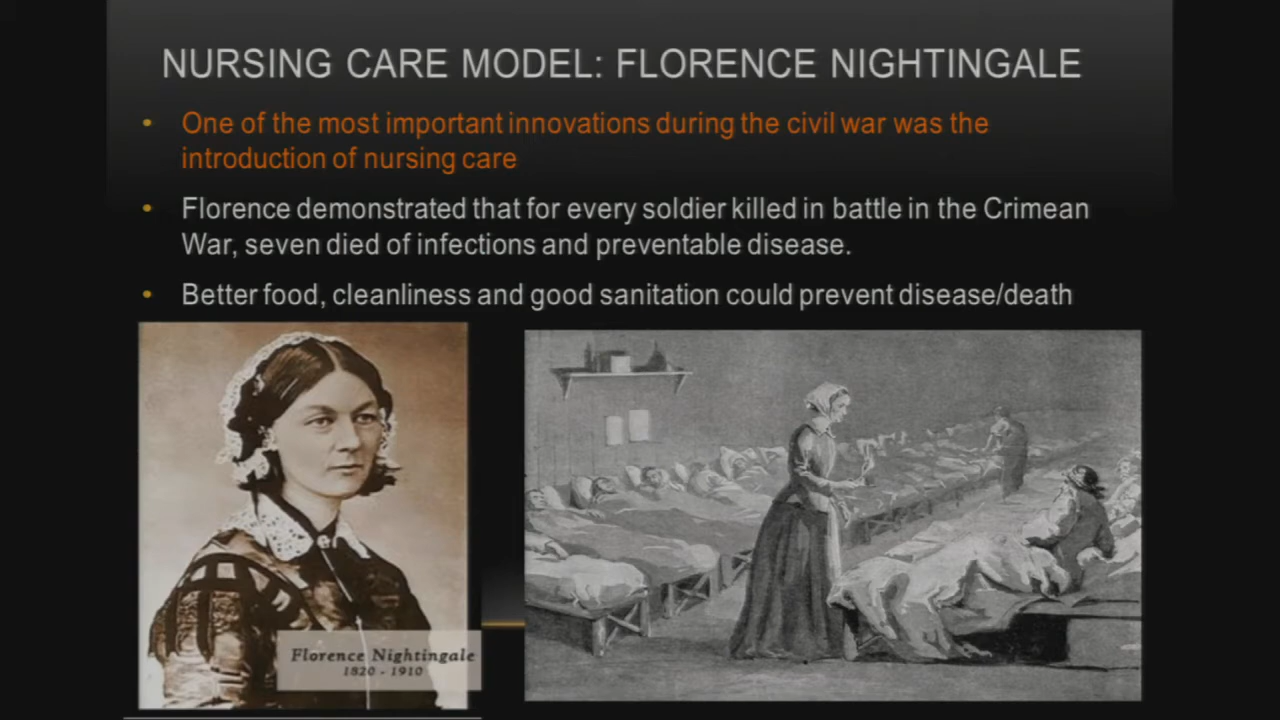 NURSING CARE MODEL: FLORENCE NIGHTINGALE
• One of the most important innovations during the civil war was the
introduction of nursing care
• Florence demonstrated that for every soldier killed in battle in the Crimean
War, seven died of infections and preventable disease.
• Better food, cleanliness and good sanitation could prevent disease/death
Florence Nightingale
1820 - 1910